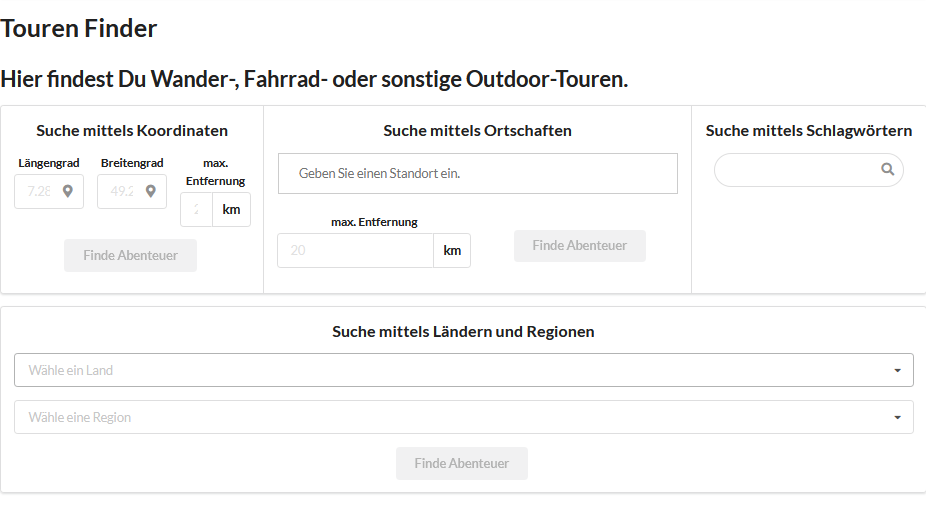 Touren Finder
Hier findest Du Wander-, Fahrrad- oder sonstige Outdoor-Touren.
Suche mittels Koordinaten
Längengrad
7.28
Breitengrad
49.2
max.
Entfernung
km
Finde Abenteuer
Suche mittels Ortschaften
Geben Sie einen Standort ein.
max. Entfernung
20
km
Finde Abenteuer
Suche mittels Schlagwörtern
Suche mittels Ländern und Regionen
Wähle ein Land
Wähle eine Region
Finde Abenteuer